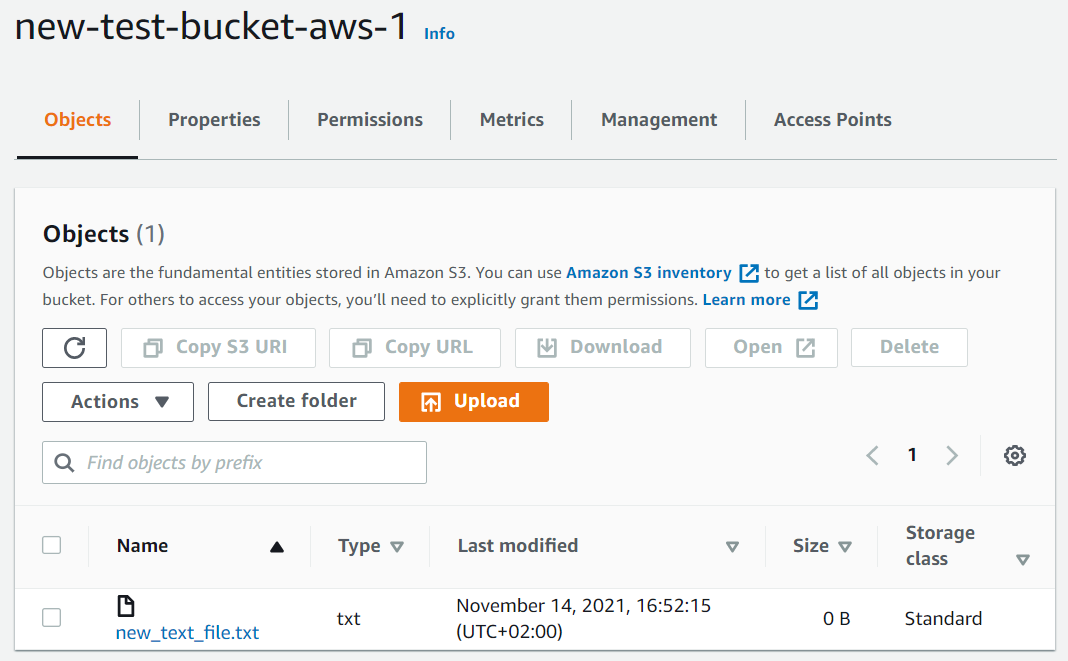 new-test-bucket-aws-1 Info
Objects Properties Permissions Metrics Management Access Points
Objects (1)
Objects are the fundamental entities stored in Amazon S3. You can use Amazon S3 inventory to get a list of all objects in your
bucket. For others to access your objects, you’ll need to explicitly grant them permissions. Learn more
Copy S3 URI Copy URL Download Open Delete
Actions Create folder Upload
Find objects by prefix 1
Name Type Last modified Size Storage
class
new_text_file.txt txt November 14, 2021, 16:52:15
(UTC+02:00) 0 B Standard